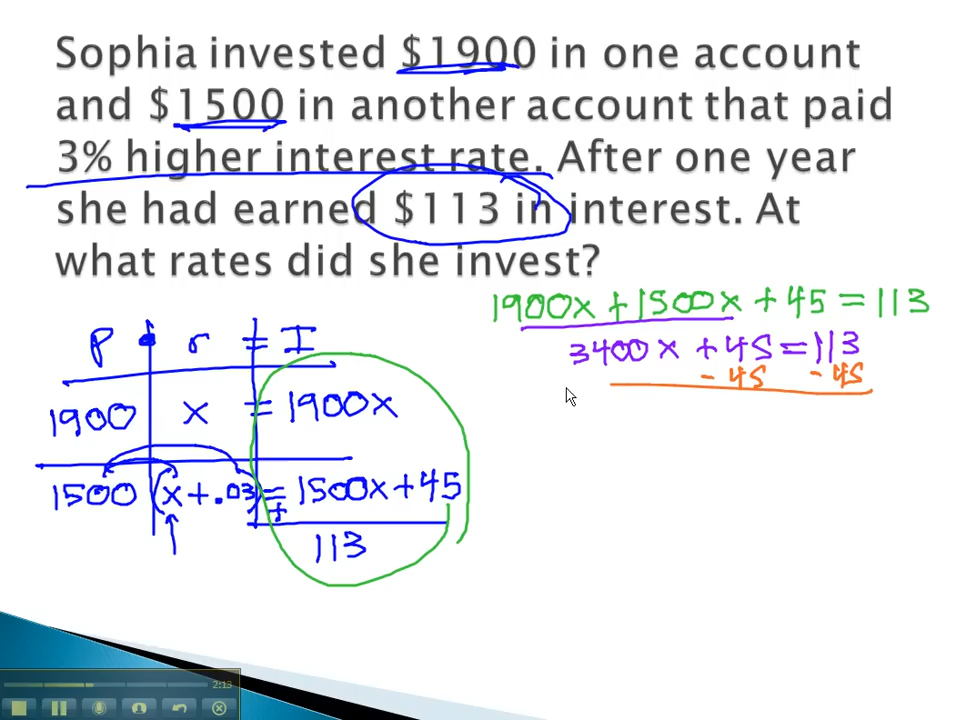 Sophia invested $1900 in one account
and $1500 in another account that paid
3% higher interest rate. After one year
she had earned $113 in interest. At
what rates did she invest?
1900x + 1500x + 45 = 113
3400x + 45 = 113
- 45 - 45
P • r = I
1900 x = 1900x
1500 (x + .03) = 1500x + 45
+
113
2:13